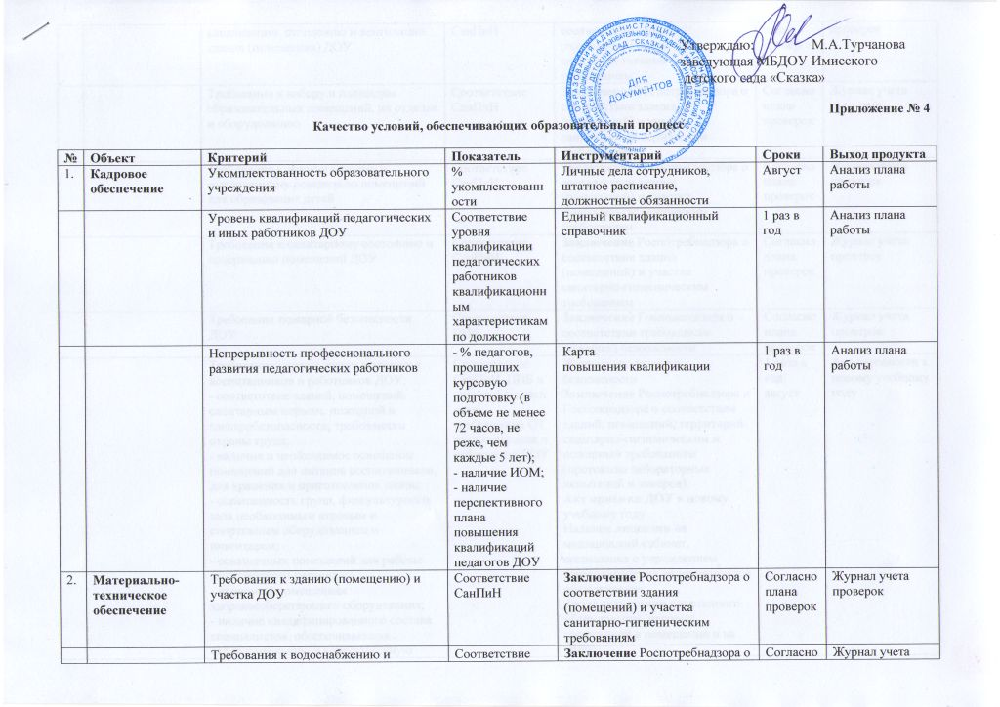 Утверждаю: М.А.Турчанова
заведующая МБДОУ Имисского
детского сада «Сказка»
Приложение № 4
Качество условий, обеспечивающих образовательный процесс
ДЛЯ
ДОКУМЕНТОВ
№ Объект Критерий Показатель Инструментарий Сроки Выход продукта
1. Кадровое обеспечение
Укомплектованность образовательного
учреждения
%
укомплектованн
ости
Личные дела сотрудников,
штатное расписание,
должностные обязанности
Август
Анализ плана
работы
Уровень квалификаций педагогических
и иных работников ДОУ
Соответствие
уровня
квалификации
педагогических
работников
квалификационн
ым
характеристикам
по должности
Единый квалификационный
справочник
1 раз в
год
Анализ плана
работы
Непрерывность профессионального
развития педагогических работников
- % педагогов,
прошедших
курсовую
подготовку (в
объеме не менее
72 часов, не
реже, чем
каждые 5 лет);
- наличие ИОМ;
- наличие
перспективного
плана
повышения
квалификаций
педагогов ДОУ
Карта
повышения квалификации
1 раз в
год
Анализ плана
работы
2. Материально-
техническое
обеспечение
Требования к зданию (помещению) и
участка ДОУ
Соответствие
СанПиН
Заключение Роспотребнадзора о
соответствии здания
(помещений) и участка
санитарно-гигиеническим
требованиям
Согласно
плана
проверок
Журнал учета
проверок
Требования к водоснабжению и
Соответствие
Заключение Роспотребнадзора о
Согласно
Журнал учета